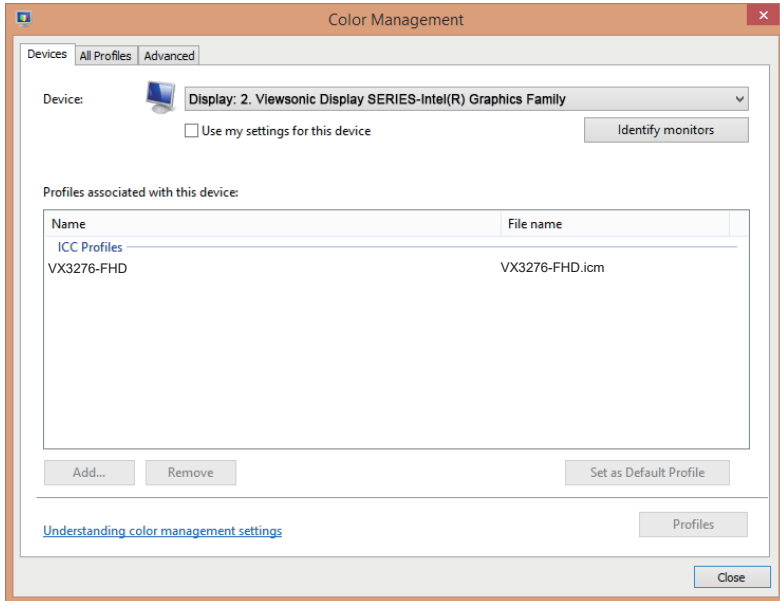 Color Management
Devices All Profiles Advanced
Device: Display: 2. Viewsonic Display SERIES-Intel(R) Graphics Family
Use my settings for this device Identify monitors
Profiles associated with this device:
Name File name
ICC Profiles
VX3276-FHD VX3276-FHD.icm
Add... Remove Set as Default Profile
Understanding color management settings Profiles
Close